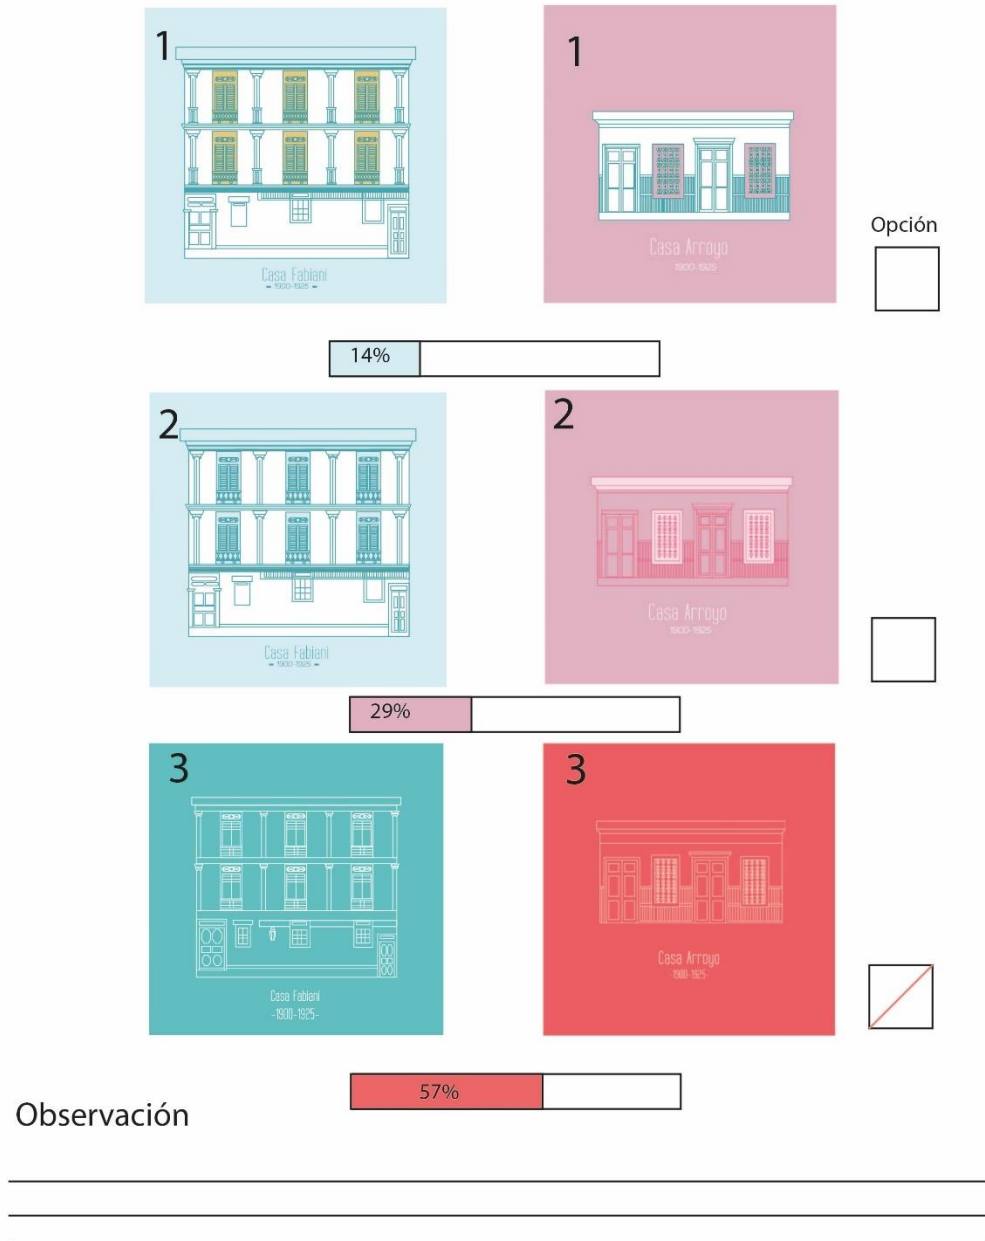 1
1
Casa Fabiani
- 1900-1925 -
Casa Arroyo
1900-1925
Opción
14%
2
2
Casa Fabiani
- 1900-1925 -
Casa Arroyo
1900-1925
29%
3
3
Casa Fabiani
-1900-1925-
Casa Arroyo
-1900-1925-
57%
Observación